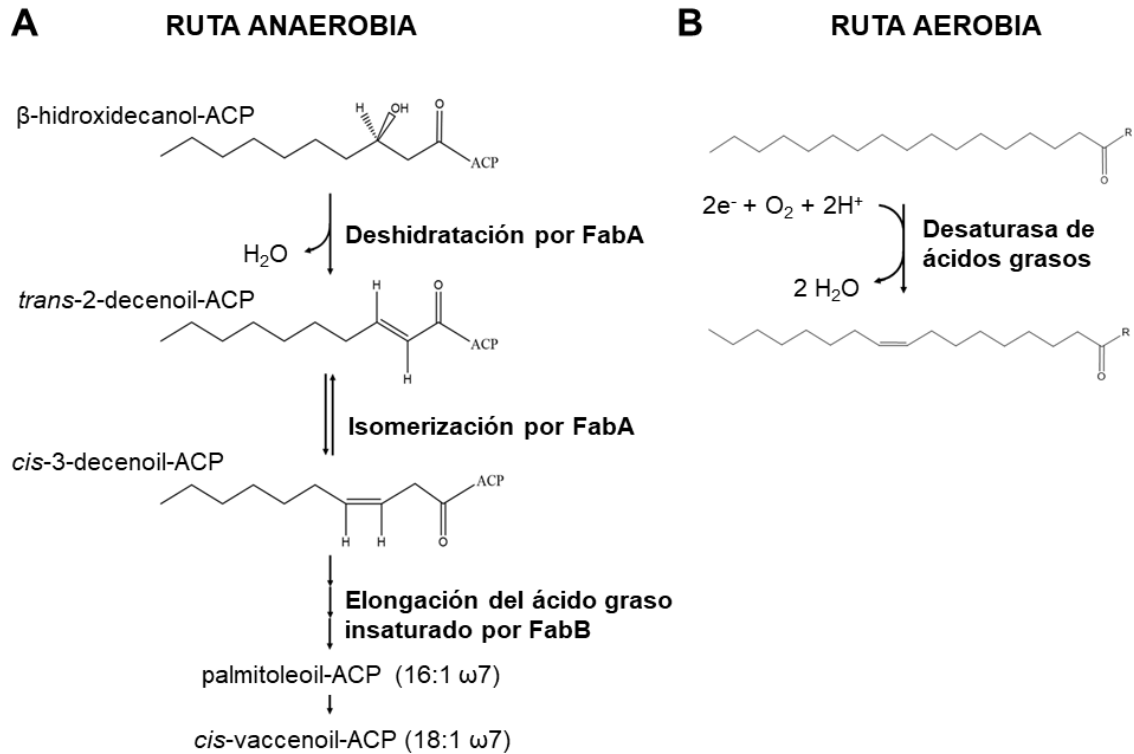 A
RUTA ANAEROBIA
β-hidroxidecanol-ACP
H
OH
O
ACP
H₂O
Deshidratación por FabA
trans-2-decenoil-ACP
H
O
ACP
H
Isomerización por FabA
cis-3-decenoil-ACP
ACP
H
H
O
Elongación del ácido graso
insaturado por FabB
palmitoleoil-ACP (16:1 ω7)
cis-vaccenoil-ACP (18:1 ω7)
B
RUTA AEROBIA
R
O
2e⁻ + O₂ + 2H⁺
Desaturasa de
ácidos grasos
2 H₂O
R
O